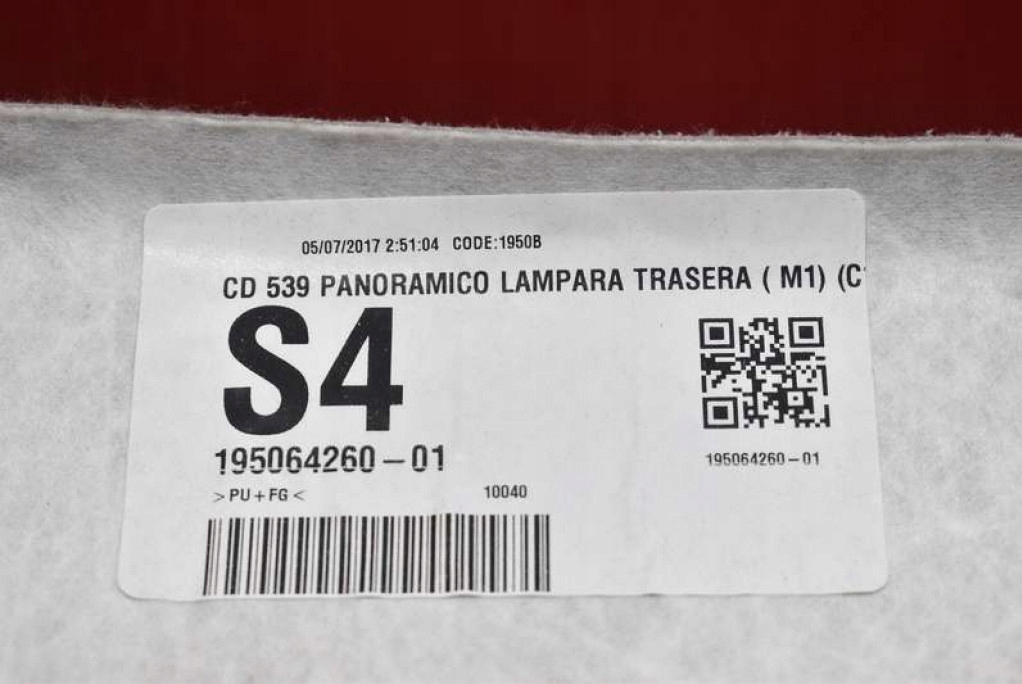 05/07/2017 2:51:04 CODE:1950B
CD 539 PANORAMICO LAMPARA TRASERA ( M1) (C
S4
195064260-01
195064260-01
>PU+FG< 10040